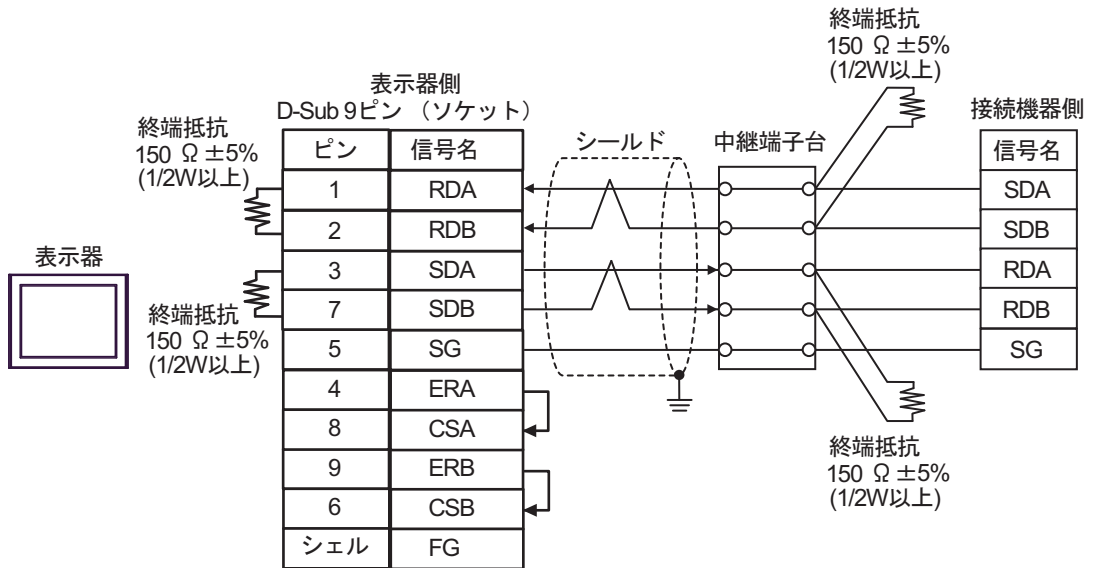 終端抵抗
150 Ω ±5%
(1/2W以上)
表示器側
D-Sub 9ピン （ソケット）
接続機器側
終端抵抗
150 Ω ±5%
(1/2W以上)
シールド
中継端子台
ピン 信号名
信号名
1 RDA
SDA
2 RDB
SDB
表示器
3 SDA
RDA
7 SDB
RDB
終端抵抗
150 Ω ±5%
(1/2W以上)
5 SG
SG
4 ERA
8 CSA
9 ERB
6 CSB
シェル FG
終端抵抗
150 Ω ±5%
(1/2W以上)